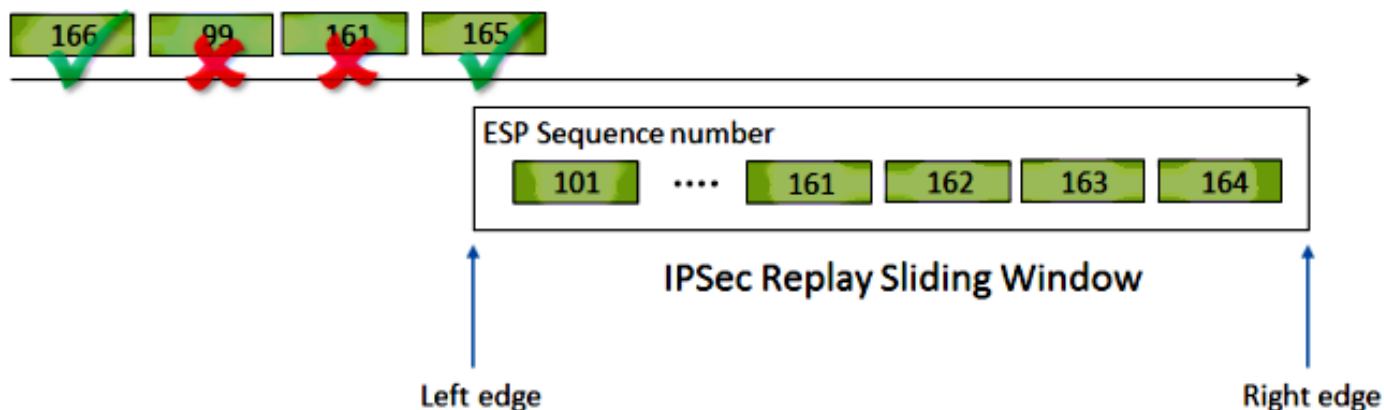 166 99 161 165
ESP Sequence number
101 .... 161 162 163 164
IPSec Replay Sliding Window
Left edge Right edge